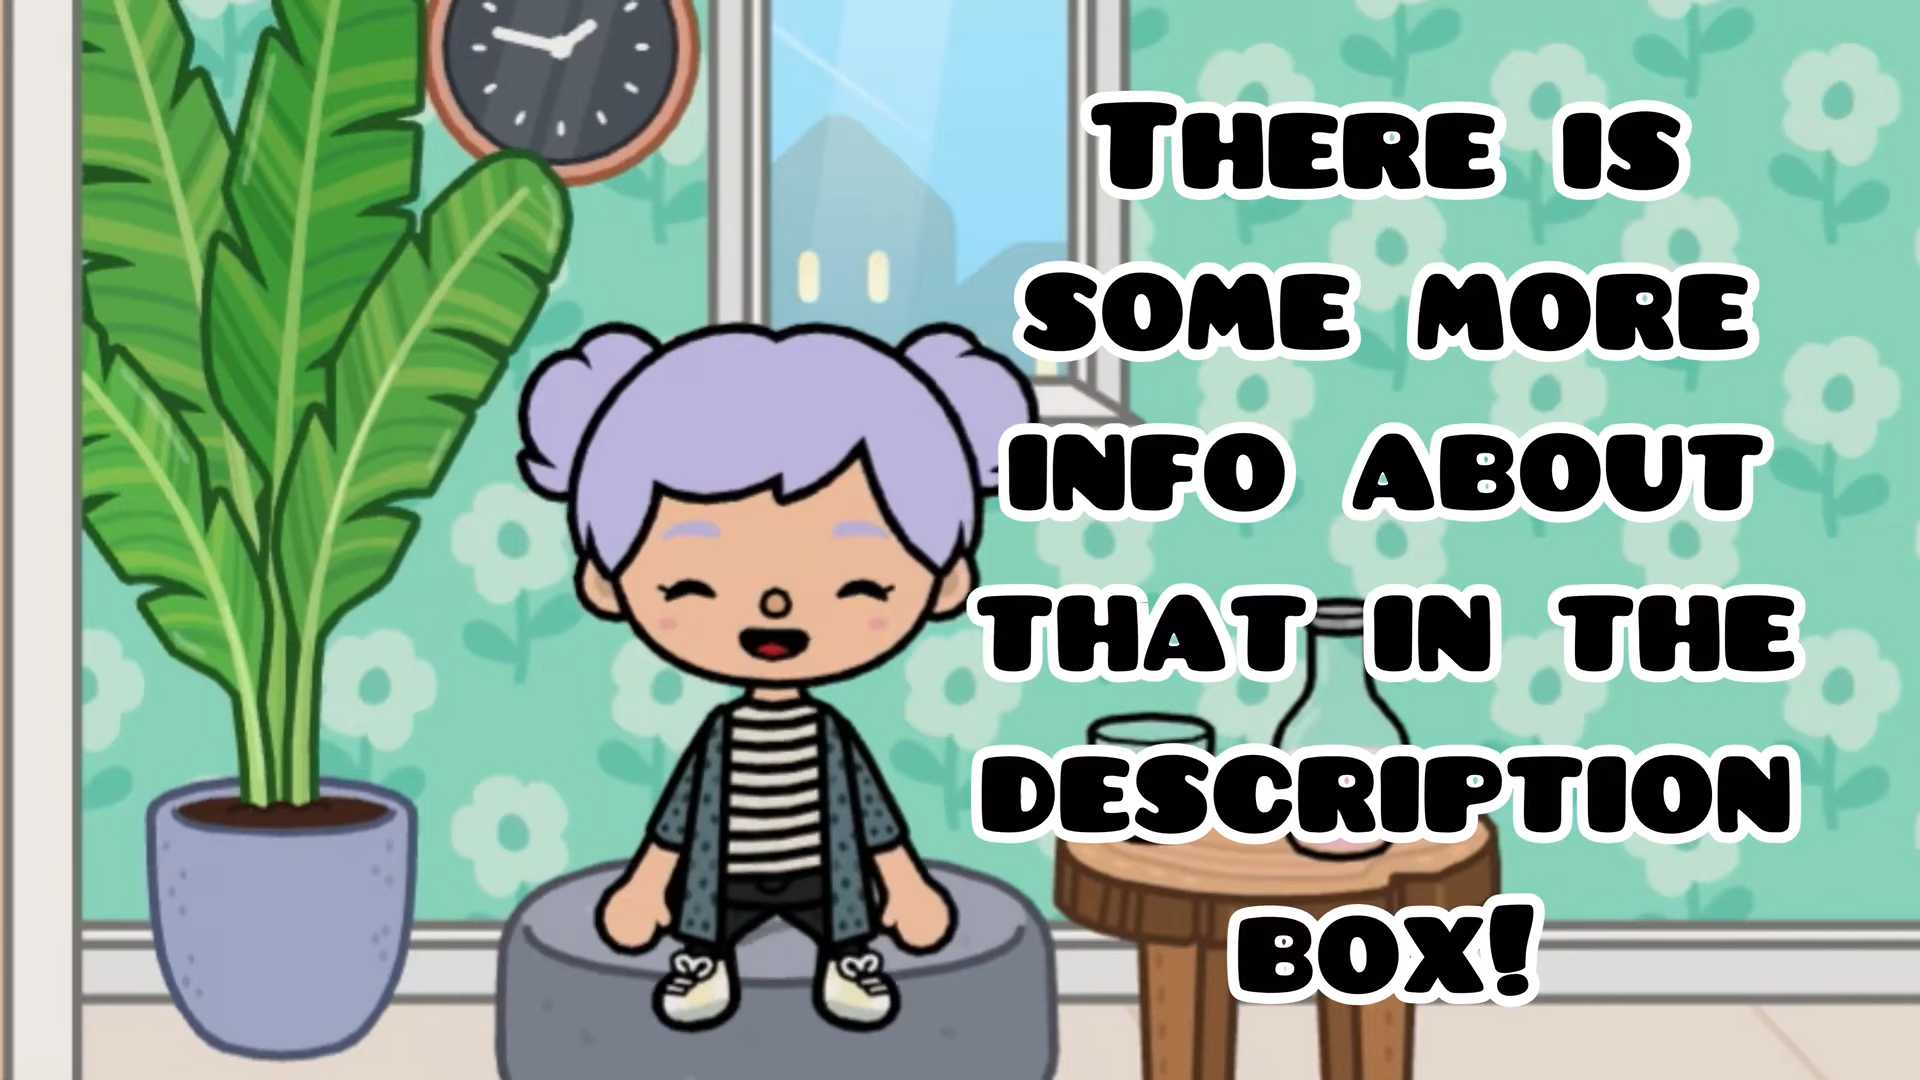 There is
some more
info about
that in the
description
box!